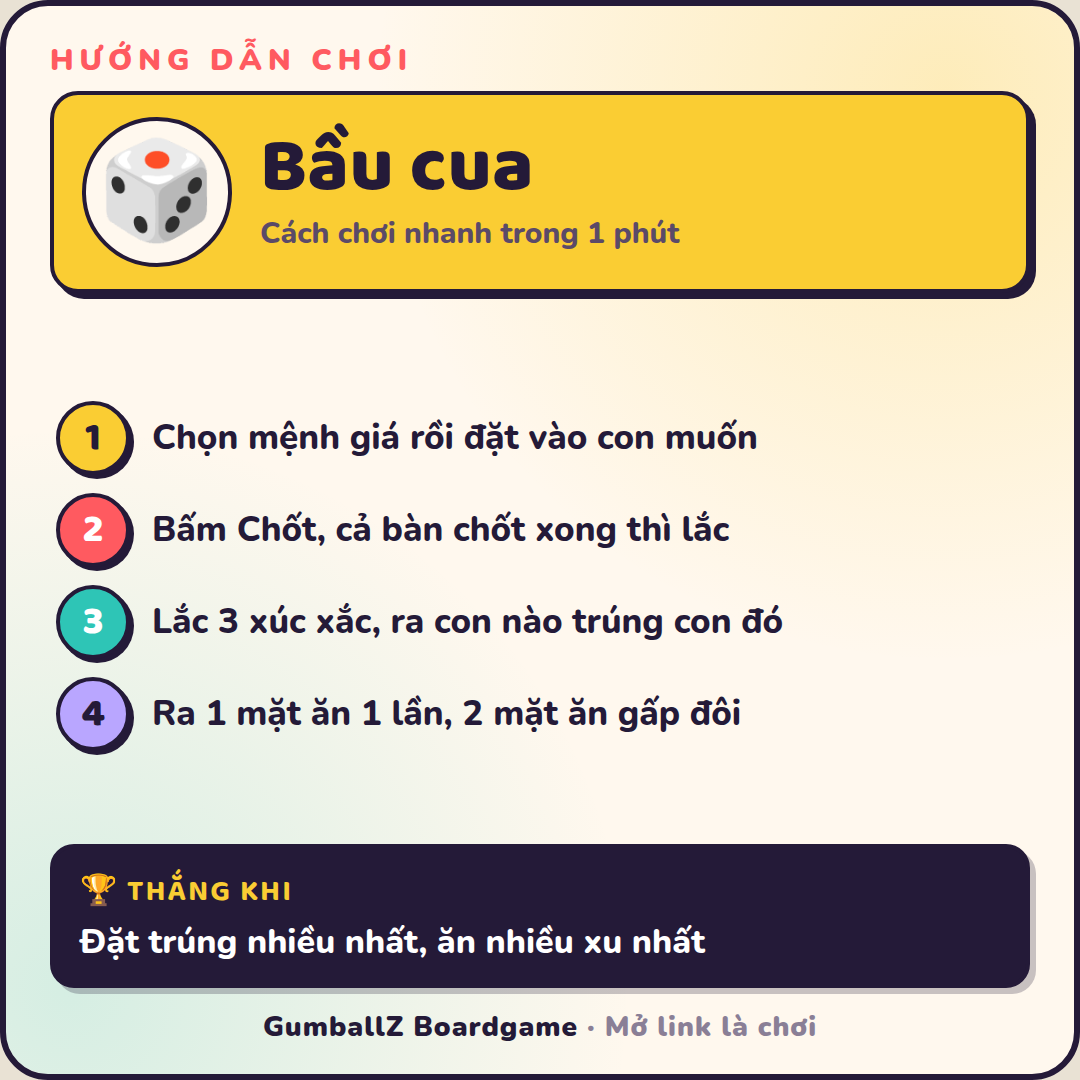 HƯỚNG DẪN CHƠI
Bầu cua
Cách chơi nhanh trong 1 phút
1 Chọn mệnh giá rồi đặt vào con muốn
2 Bấm Chốt, cả bàn chốt xong thì lắc
3 Lắc 3 xúc xắc, ra con nào trúng con đó
4 Ra 1 mặt ăn 1 lần, 2 mặt ăn gấp đôi
🏆 THẮNG KHI
Đặt trúng nhiều nhất, ăn nhiều xu nhất
GumballZ Boardgame · Mở link là chơi